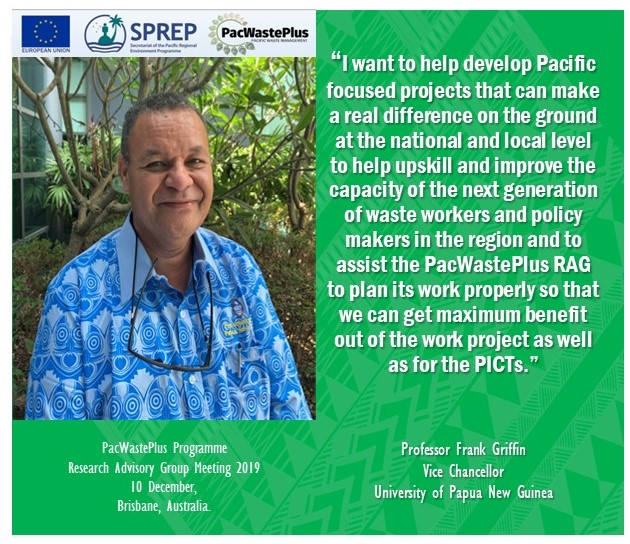 EUROPEAN UNION
SPREP
Secretariat of the Pacific Regional
Environment Programme
PacWastePlus
PACIFIC WASTE MANAGEMENT
“I want to help develop Pacific
focused projects that can make
a real difference on the ground
at the national and local level
to help upskill and improve the
capacity of the next generation
of waste workers and policy
makers in the region and to
assist the PacWastePlus RAG
to plan its work properly so that
we can get maximum benefit
out of the work project as well
as for the PICTs.”
PacWastePlus Programme
Research Advisory Group Meeting 2019
10 December,
Brisbane, Australia.
Professor Frank Griffin
Vice Chancellor
University of Papua New Guinea